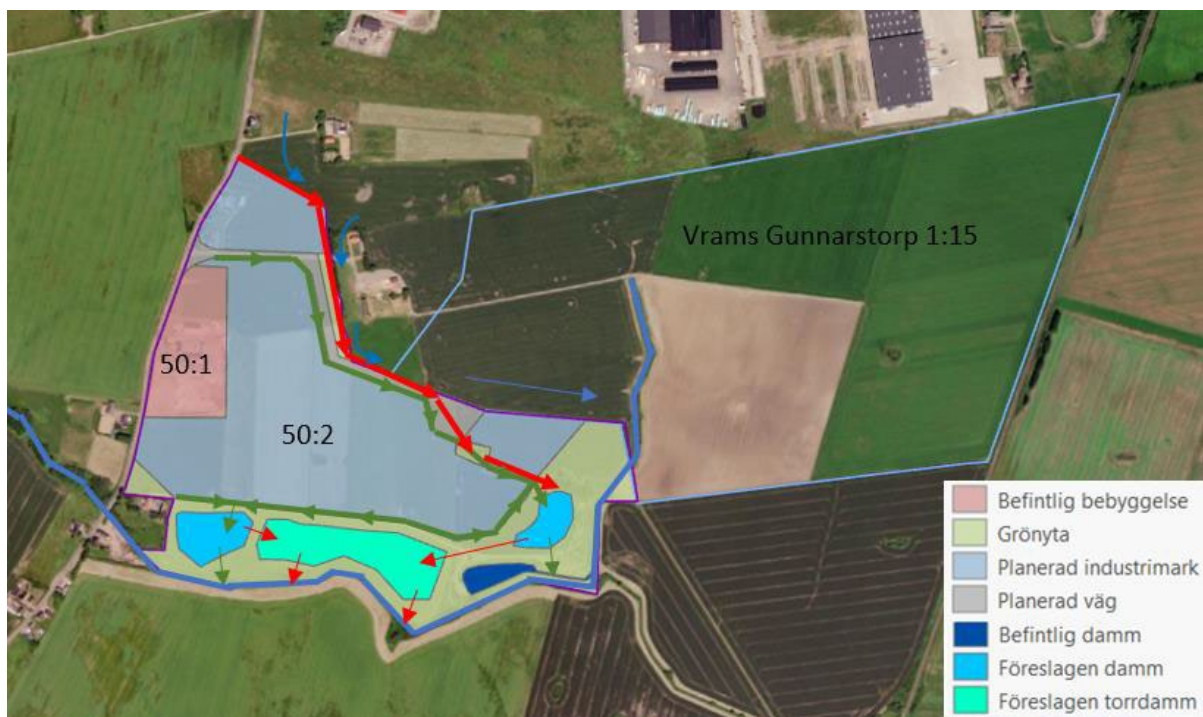 Vrams Gunnarstorp 1:15
50:1
50:2
Befintlig bebyggelse
Grönyta
Planerad industrimark
Planerad väg
Befintlig damm
Föreslagen damm
Föreslagen torrdamm